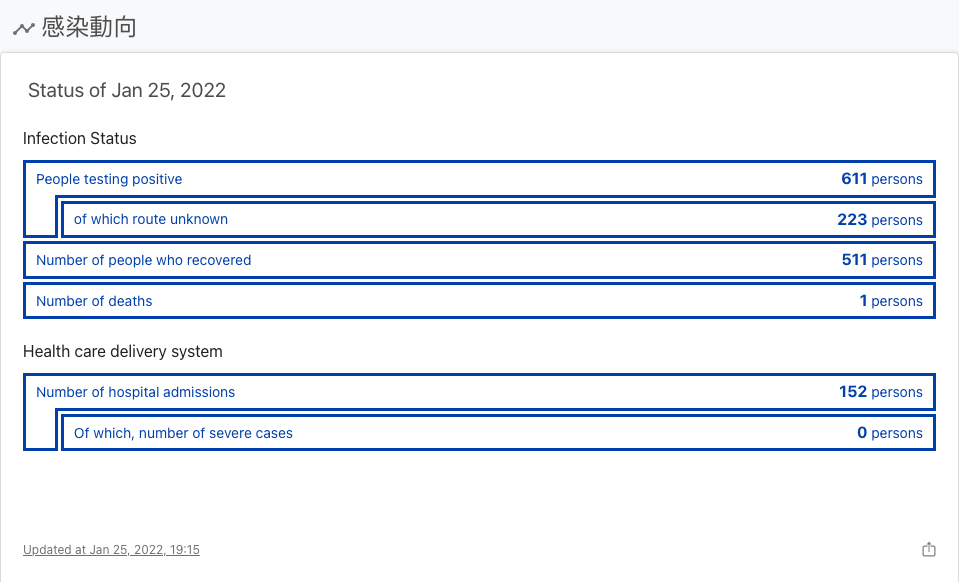 感染動向
Status of Jan 25, 2022
Infection Status
People testing positive 611 persons
of which route unknown 223 persons
Number of people who recovered 511 persons
Number of deaths 1 persons
Health care delivery system
Number of hospital admissions 152 persons
Of which, number of severe cases 0 persons
Updated at Jan 25, 2022, 19:15